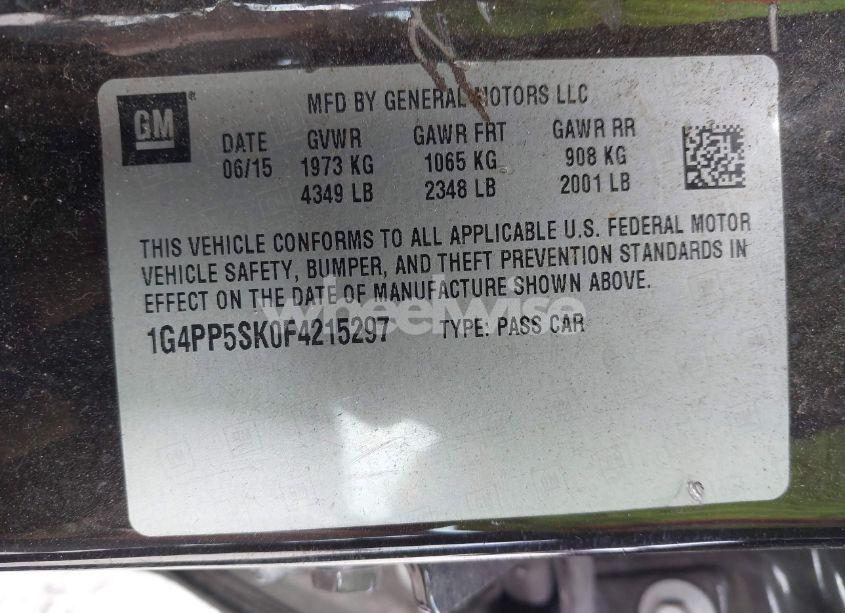 MFD BY GENERAL MOTORS LLC
GM
DATE GVWR GAWR FRT GAWR RR
06/15 1973 KG 1065 KG 908 KG
4349 LB 2348 LB 2001 LB
THIS VEHICLE CONFORMS TO ALL APPLICABLE U.S. FEDERAL MOTOR
VEHICLE SAFETY, BUMPER, AND THEFT PREVENTION STANDARDS IN
EFFECT ON THE DATE OF MANUFACTURE SHOWN ABOVE.
wheelwise
1G4PP5SK0F4215297 TYPE: PASS CAR